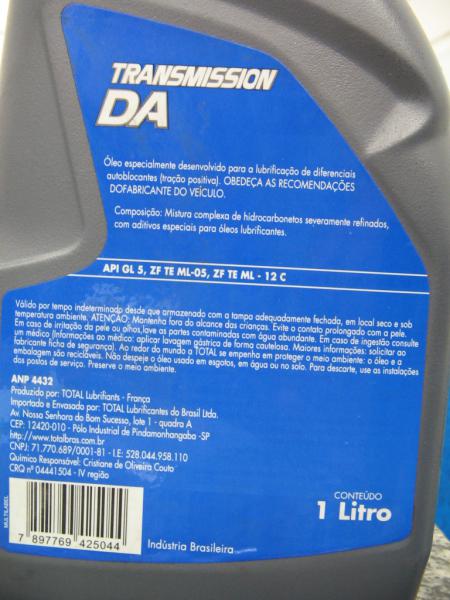 TRANSMISSION
DA
Óleo especialmente desenvolvido para a lubrificação de diferenciais
autoblocantes (tração positiva). OBEDEÇA AS RECOMENDAÇÕES
DOFABRICANTE DO VEÍCULO.
Composição: Mistura complexa de hidrocarbonetos severamente refinados,
com aditivos especiais para óleos lubrificantes.
API GL 5, ZF TE ML-05, ZF TE ML - 12 C
Válido por tempo indeterminado desde que armazenado com a tampa adequadamente fechada, em local seco e sob
temperatura ambiente. ATENÇÃO: Mantenha fora do alcance das crianças. Evite o contato prolongado com a pele.
Em caso de irritação da pele ou olhos, lave as partes contaminadas com água abundante. Em caso de ingestão consulte
um médico (Informações ao médico: aplicar lavagem gástrica de forma cautelosa. Maiores informações: solicitar ao
fabricante ficha de segurança). Ao redor do mundo a TOTAL se empenha em proteger o meio ambiente: o óleo e a
embalagem são recicláveis. Não despeje o óleo usado em esgotos, em água ou no solo. Para descarte, use as instalações
dos postos de serviço. Preserve o meio ambiente.
ANP 4432
Produzido por: TOTAL Lubrifiants - França
Importado e Envasado por: TOTAL Lubrificantes do Brasil Ltda.
Av. Nossa Senhora do Bom Sucesso, lote 1 - quadra A
CEP: 12420-010 - Pólo Industrial de Pindamonhangaba -SP
http://www.totalbras.com.br
CNPJ: 71.770.689/0001-81 - I.E: 528.044.958.110
Químico Responsável: Cristiane de Oliveira Couto
CRQ nº 04441504 - IV região
MULTILABEL
7 897769 425044
Indústria Brasileira
CONTEÚDO
1 Litro